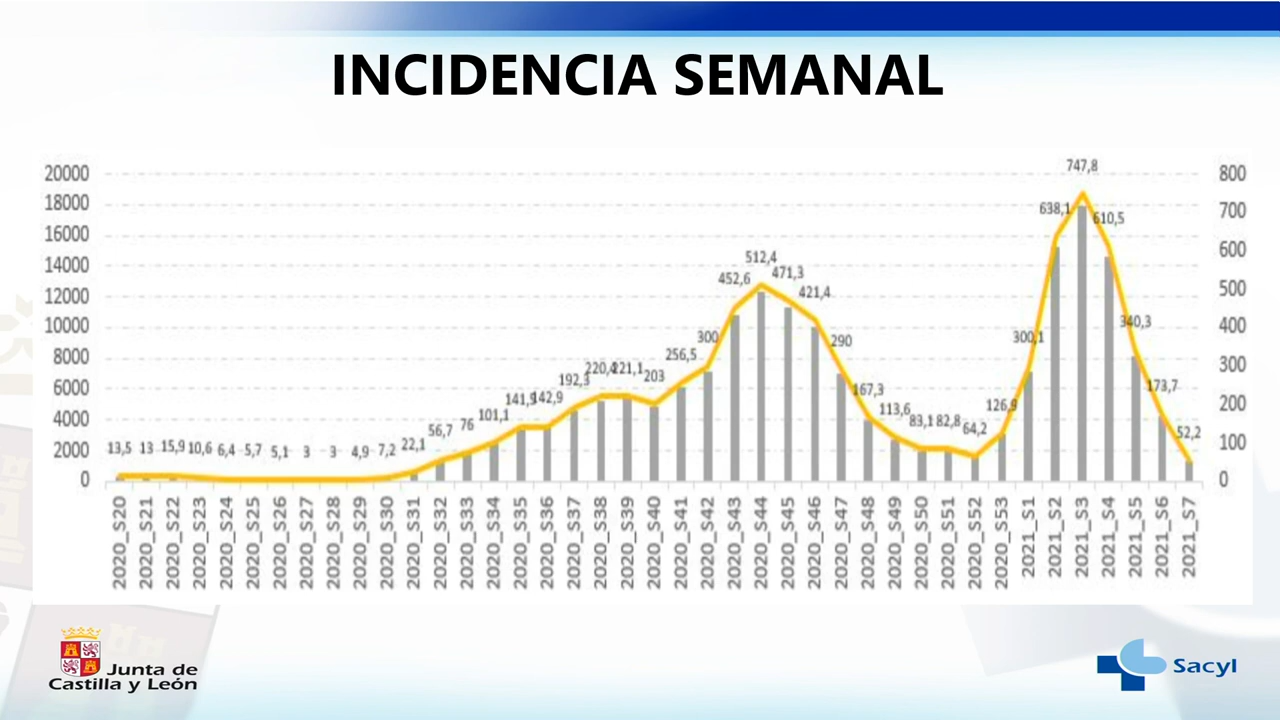 INCIDENCIA SEMANAL
20000
18000
16000
14000
12000
10000
8000
6000
4000
2000
0
800
700
600
500
400
300
200
100
0
13,5 13 15,9 10,6 6,4 5,7 5,1 3 3 4,9 7,2 22,1 56,7 76 101,1 141,9 142,9 192,3 220,4 221,1 203 256,5 300 452,6 512,4 471,3 421,4 290 167,3 113,6 83,1 82,8 64,2 126,9 300,1 638,1 747,8 610,5 340,3 173,7 52,2
2020_S20
2020_S21
2020_S22
2020_S23
2020_S24
2020_S25
2020_S26
2020_S27
2020_S28
2020_S29
2020_S30
2020_S31
2020_S32
2020_S33
2020_S34
2020_S35
2020_S36
2020_S37
2020_S38
2020_S39
2020_S40
2020_S41
2020_S42
2020_S43
2020_S44
2020_S45
2020_S46
2020_S47
2020_S48
2020_S49
2020_S50
2020_S51
2020_S52
2020_S53
2021_S1
2021_S2
2021_S3
2021_S4
2021_S5
2021_S6
2021_S7
Junta de
Castilla y León
Sacyl